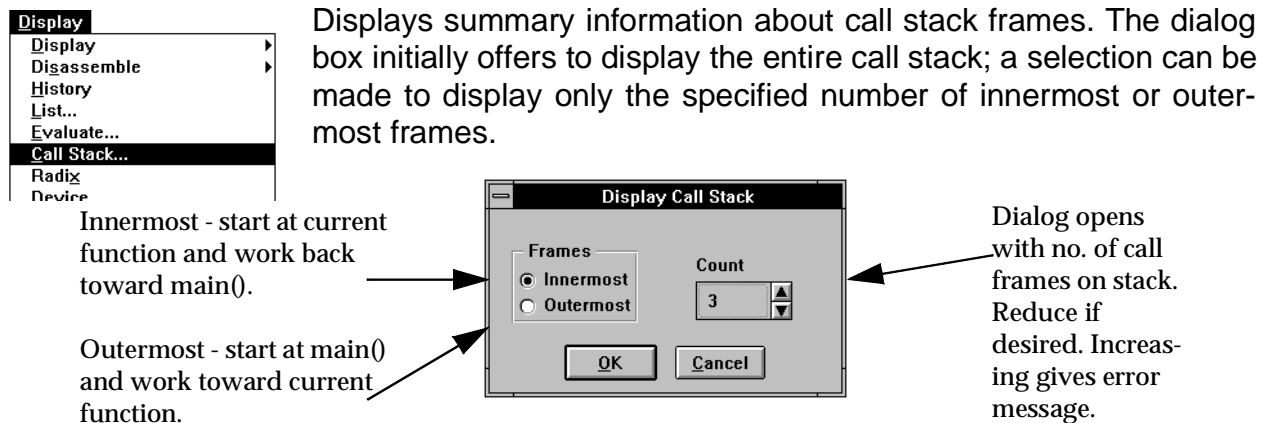 Display
Display
Disassemble
History
List...
Evaluate...
Call Stack...
Radix
Device
Displays summary information about call stack frames. The dialog
box initially offers to display the entire call stack; a selection can be
made to display only the specified number of innermost or outer-
most frames.
Innermost - start at current
function and work back
toward main().
Outermost - start at main()
and work toward current
function.
Display Call Stack
Frames
Innermost
Outermost
Count
3
OK
Cancel
Dialog opens
with no. of call
frames on stack.
Reduce if
desired. Increas-
ing gives error
message.